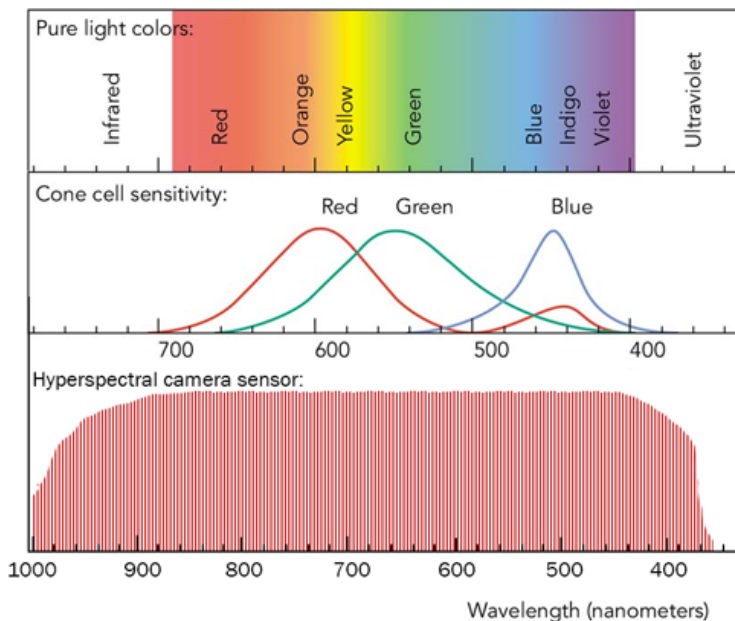 Pure light colors:
Infrared
Red
Orange
Yellow
Green
Blue
Indigo
Violet
Ultraviolet
Cone cell sensitivity:
Red Green Blue
700 600 500 400
Hyperspectral camera sensor:
1000 900 800 700 600 500 400
Wavelength (nanometers)